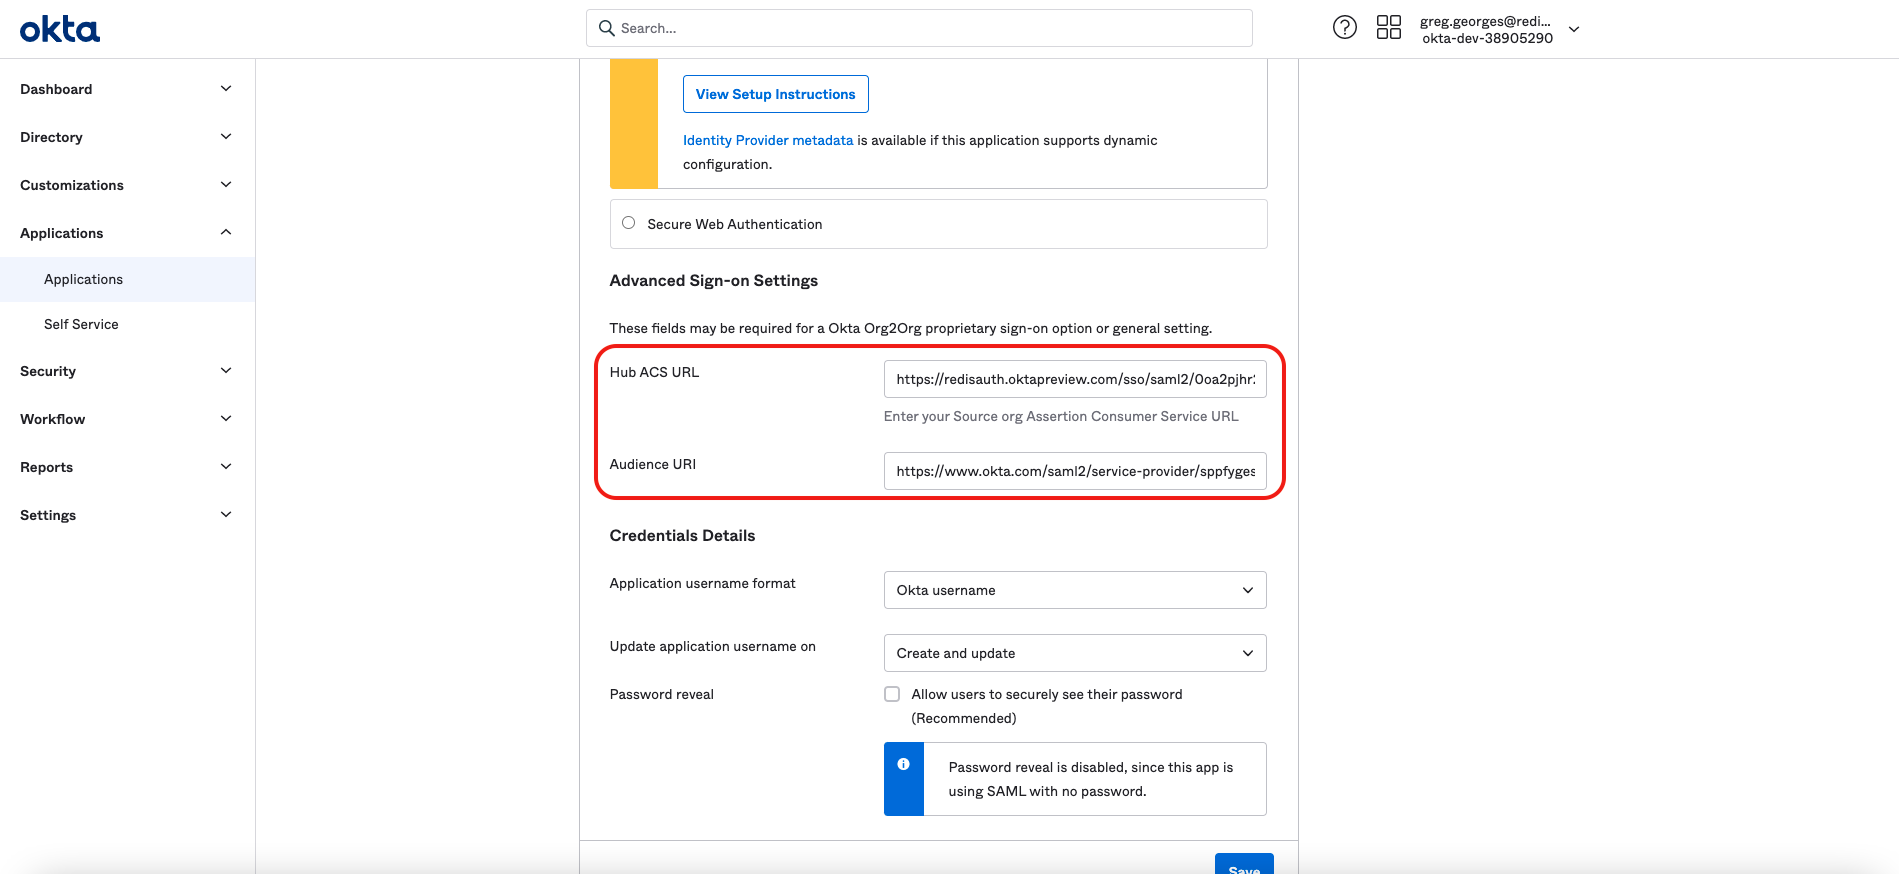 okta
Search...
greg.georges@redi...
okta-dev-38905290
Dashboard
Directory
Customizations
Applications
Applications
Self Service
Security
Workflow
Reports
Settings
View Setup Instructions
Identity Provider metadata is available if this application supports dynamic
configuration.
Secure Web Authentication
Advanced Sign-on Settings
These fields may be required for a Okta Org2Org proprietary sign-on option or general setting.
Hub ACS URL
https://redisauth.oktapreview.com/sso/saml2/0oa2pjhr
Enter your Source org Assertion Consumer Service URL
Audience URI
https://www.okta.com/saml2/service-provider/sppfyges
Credentials Details
Application username format
Okta username
Update application username on
Create and update
Password reveal
Allow users to securely see their password
(Recommended)
Password reveal is disabled, since this app is
using SAML with no password.
Save